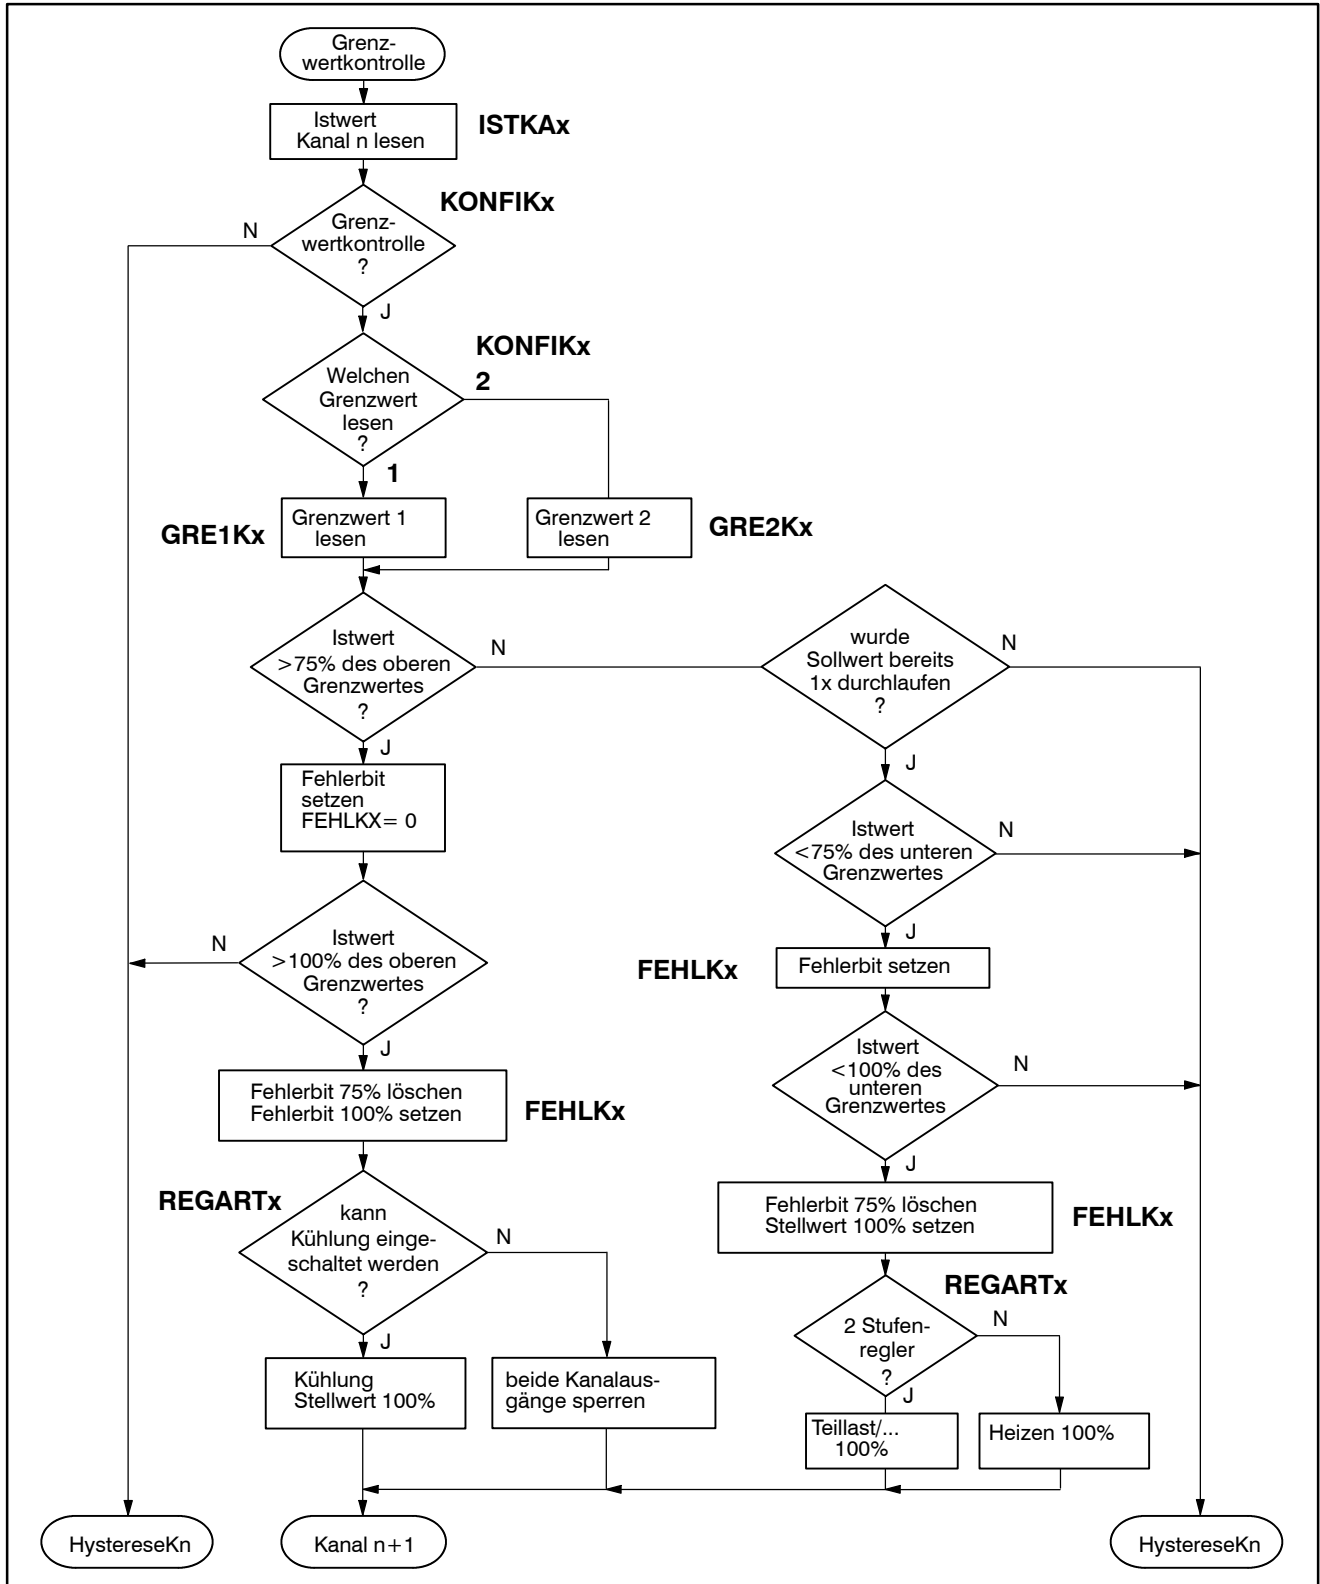 Grenz-
wertkontrolle
Istwert
Kanal n lesen
ISTKAx
KONFIKx
Grenz-
wertkontrolle
?
N
J
KONFIKx
Welchen
Grenzwert
lesen
?
2
1
GRE1Kx
Grenzwert 1
lesen
Grenzwert 2
lesen
GRE2Kx
Istwert
>75% des oberen
Grenzwertes
?
N
J
wurde
Sollwert bereits
1x durchlaufen
?
N
J
Fehlerbit
setzen
FEHLKX= 0
Istwert
<75% des unteren
Grenzwertes
N
J
Istwert
>100% des oberen
Grenzwertes
?
N
J
FEHLKx
Fehlerbit setzen
Istwert
<100% des
unteren
Grenzwertes
N
J
Fehlerbit 75% löschen
Fehlerbit 100% setzen
FEHLKx
REGARTx
kann
Kühlung einge-
schaltet werden
?
N
J
Fehlerbit 75% löschen
Stellwert 100% setzen
FEHLKx
REGARTx
2 Stufen-
regler
?
N
J
Kühlung
Stellwert 100%
beide Kanalaus-
gänge sperren
Teillast/...
100%
Heizen 100%
HystereseKn
Kanal n+1
HystereseKn